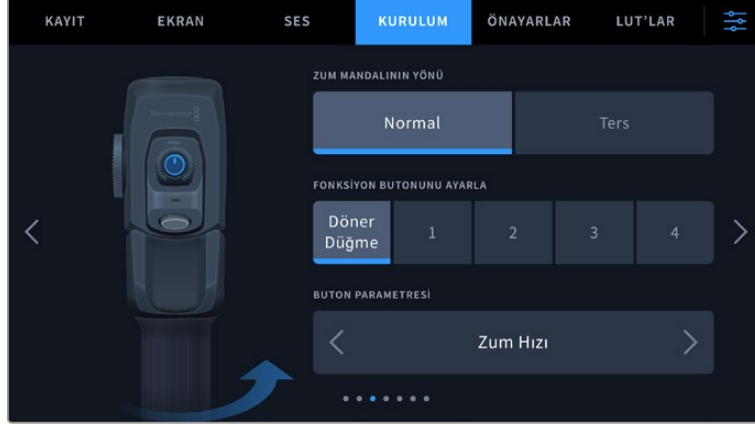 KAYIT EKRAN SES KURULUM ÖNAYARLAR LUT'LAR
ZUM MANDALININ YÖNÜ
Normal Ters
FONKSİYON BUTONUNU AYARLA
Döner
Düğme 1 2 3 4
BUTON PARAMETRESİ
Zum Hızı